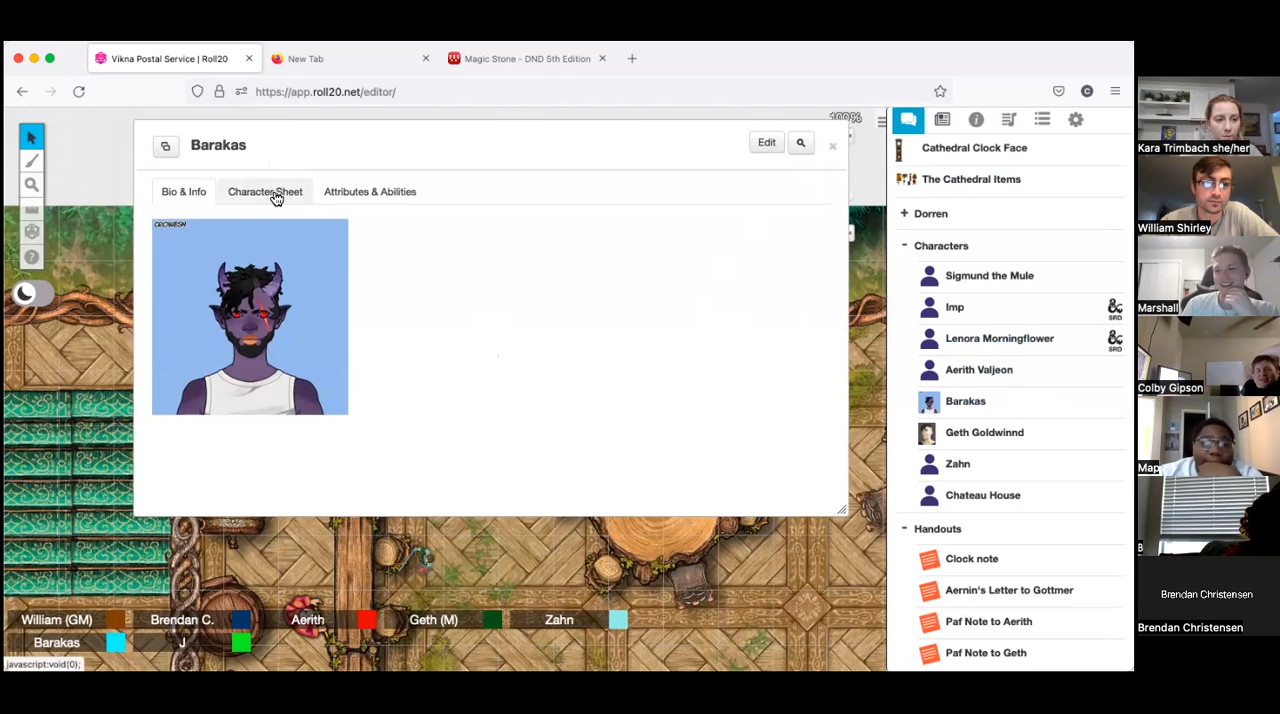 Vikna Postal Service | Roll20
New Tab
Magic Stone - DND 5th Edition
https://app.roll20.net/editor/
100%
Barakas
Edit
Bio & Info
Character Sheet
Attributes & Abilities
CROWESN
Cathedral Clock Face
The Cathedral Items
Dorren
Characters
Sigmund the Mule
Imp
SRD
Lenora Morningflower
SRD
Aerith Valjeon
Barakas
Geth Goldwinnd
Zahn
Chateau House
Handouts
Clock note
Aernin's Letter to Gottmer
Paf Note to Aerith
Paf Note to Geth
William (GM)
Brendan C.
Aerith
Geth (M)
Zahn
Barakas
J
javascript:void(0);
Kara Trimbach she/her
William Shirley
Marshall
Colby Gipson
Map
B
Brendan Christensen
Brendan Christensen